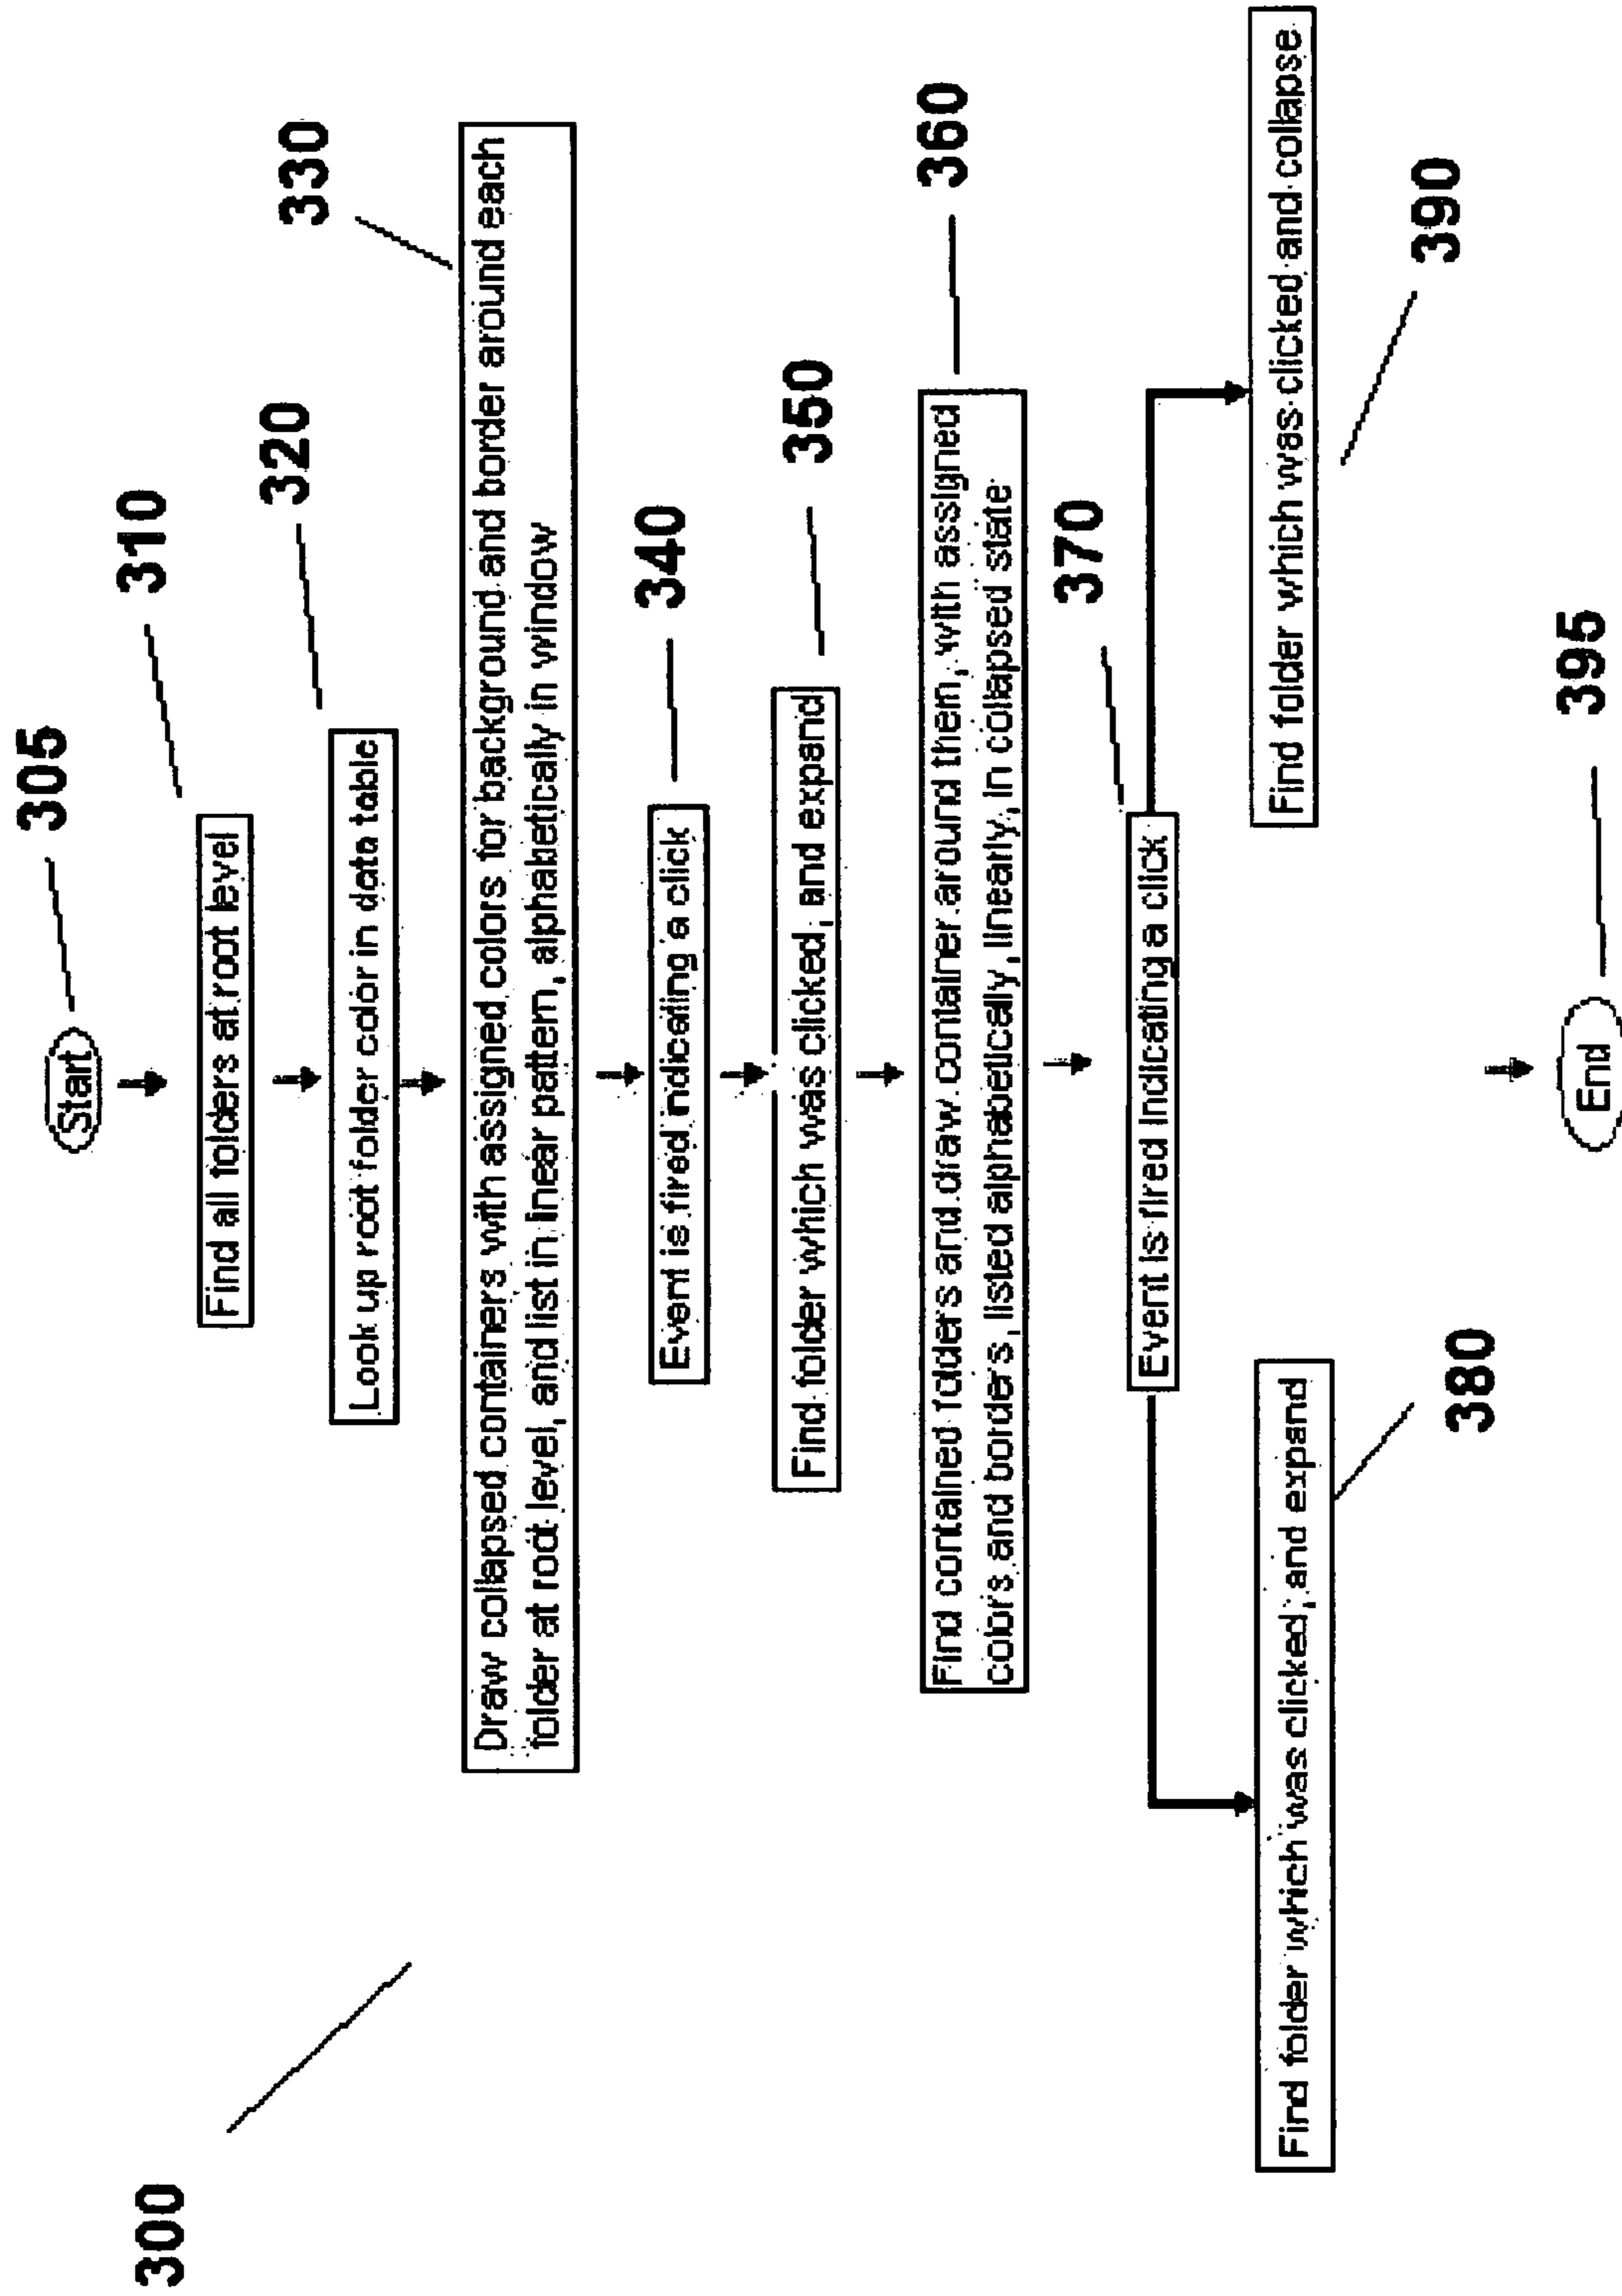 300
305
Start
310
Find all folders at root level
320
Look up root folder color in data table
330
Draw collapsed containers with assigned colors for background and border around each
folder at root level, and list in linear pattern, alphabetically in window
340
Event is fired indicating a click
350
Find folder which was clicked, and expand
360
Find contained folders and draw container around them, with assigned
colors and borders, listed alphabetically, linearly, in collapsed state
370
Event is fired indicating a click
Find folder which was clicked, and expand
380
Find folder which was clicked and collapse
390
End
395